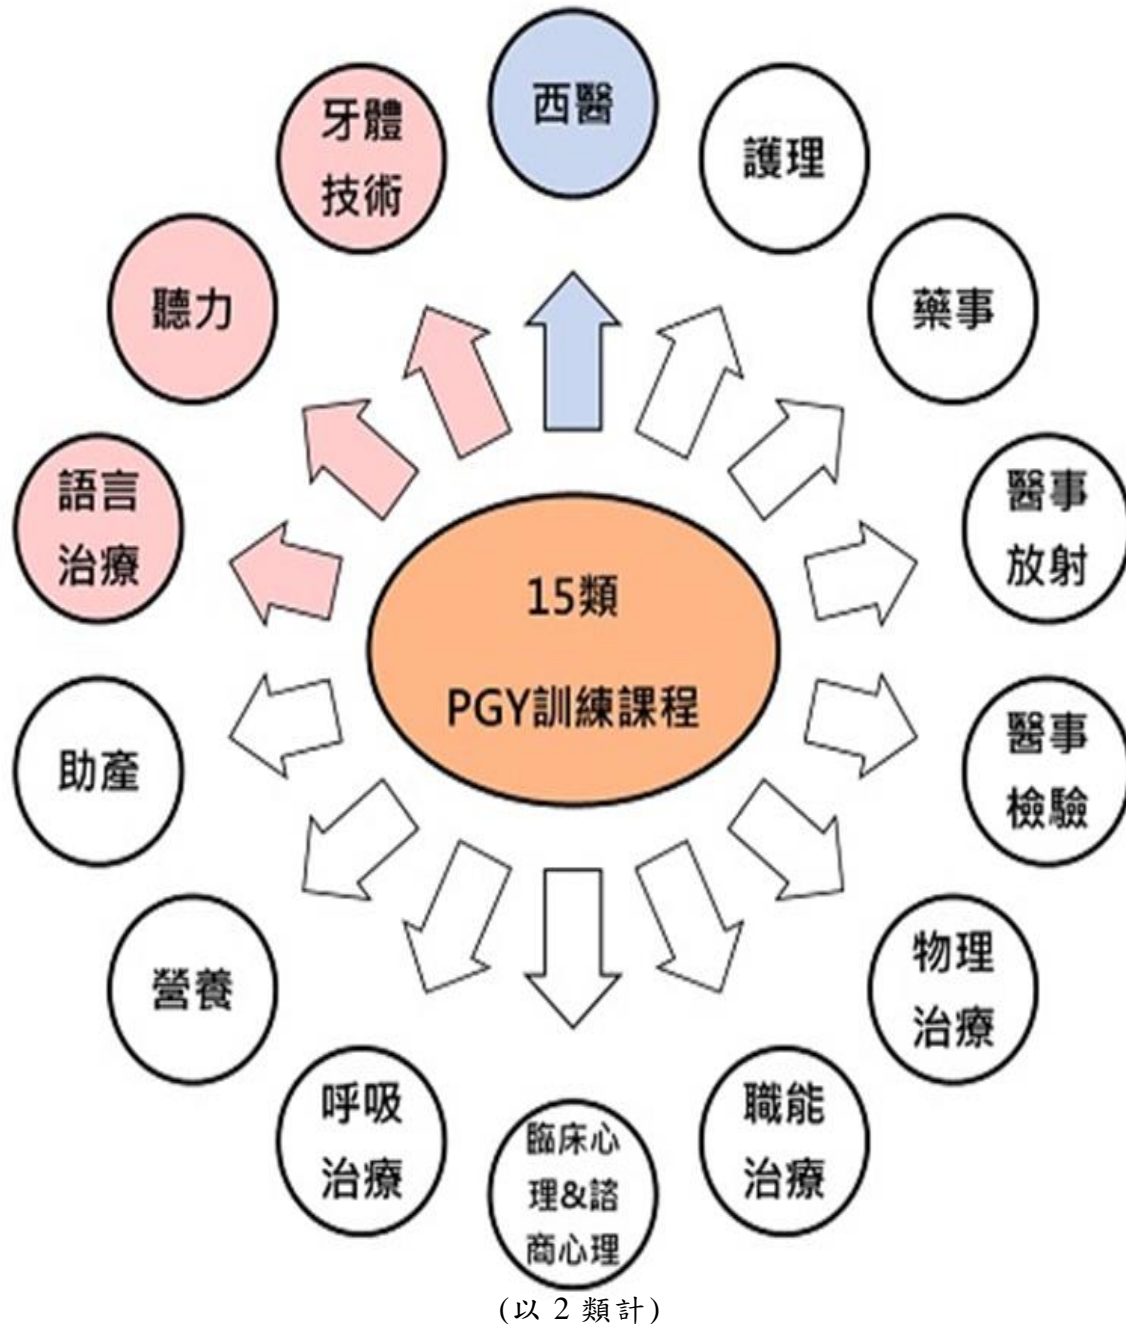 西醫
護理
藥事
醫事
放射
醫事
檢驗
物理
治療
職能
治療
臨床心
理&諮
商心理
(以 2 類計)
呼吸
治療
營養
助產
語言
治療
聽力
牙體
技術
15類
PGY訓練課程